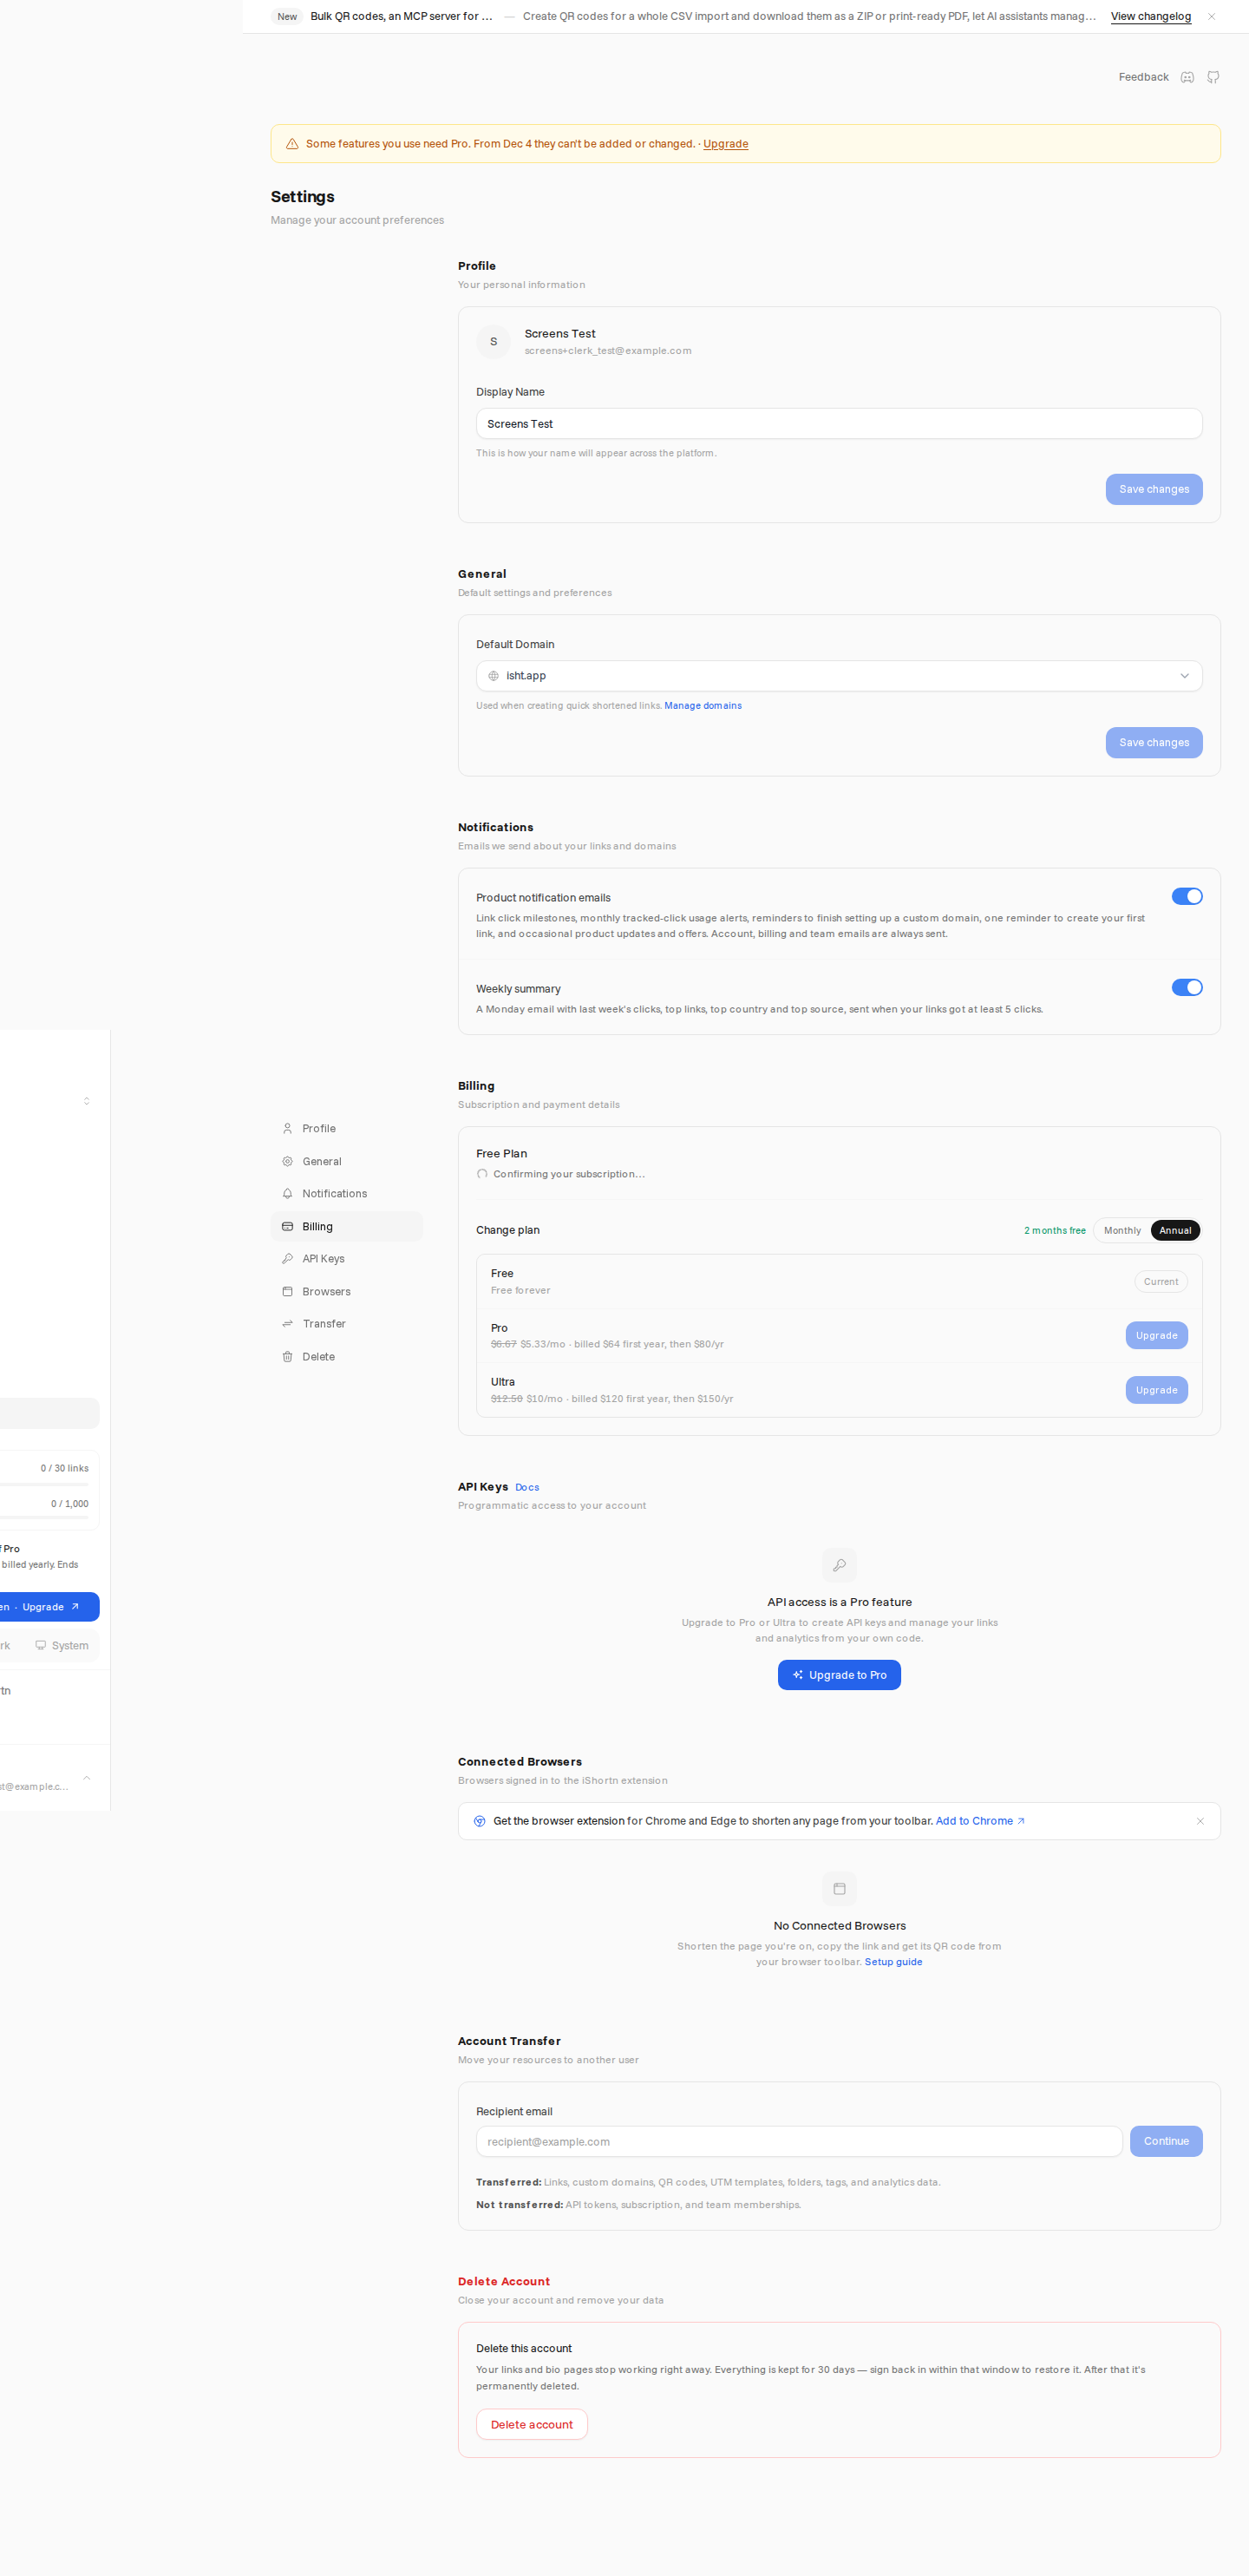 New Bulk QR codes, an MCP server for ... — Create QR codes for a whole CSV import and download them as a ZIP or print-ready PDF, let AI assistants manag... View changelog
Feedback
Some features you use need Pro. From Dec 4 they can't be added or changed. · Upgrade
Settings
Manage your account preferences
Profile
Your personal information
S
Screens Test
screens+clerk_test@example.com
Display Name
Screens Test
This is how your name will appear across the platform.
Save changes
General
Default settings and preferences
Default Domain
isht.app
Used when creating quick shortened links. Manage domains
Save changes
Notifications
Emails we send about your links and domains
Product notification emails
Link click milestones, monthly tracked-click usage alerts, reminders to finish setting up a custom domain, one reminder to create your first
link, and occasional product updates and offers. Account, billing and team emails are always sent.
Weekly summary
A Monday email with last week's clicks, top links, top country and top source, sent when your links got at least 5 clicks.
Profile
General
Notifications
Billing
API Keys
Browsers
Transfer
Delete
0 / 30 links
0 / 1,000
f Pro
billed yearly. Ends
en · Upgrade
rk
System
rtn
st@example.c...
Billing
Subscription and payment details
Free Plan
Confirming your subscription...
Change plan
2 months free
Monthly
Annual
Free
Free forever
Current
Pro
$6.67 $5.33/mo · billed $64 first year, then $80/yr
Upgrade
Ultra
$12.50 $10/mo · billed $120 first year, then $150/yr
Upgrade
API Keys Docs
Programmatic access to your account
API access is a Pro feature
Upgrade to Pro or Ultra to create API keys and manage your links
and analytics from your own code.
Upgrade to Pro
Connected Browsers
Browsers signed in to the iShortn extension
Get the browser extension for Chrome and Edge to shorten any page from your toolbar. Add to Chrome
No Connected Browsers
Shorten the page you're on, copy the link and get its QR code from
your browser toolbar. Setup guide
Account Transfer
Move your resources to another user
Recipient email
recipient@example.com
Continue
Transferred: Links, custom domains, QR codes, UTM templates, folders, tags, and analytics data.
Not transferred: API tokens, subscription, and team memberships.
Delete Account
Close your account and remove your data
Delete this account
Your links and bio pages stop working right away. Everything is kept for 30 days — sign back in within that window to restore it. After that it's
permanently deleted.
Delete account